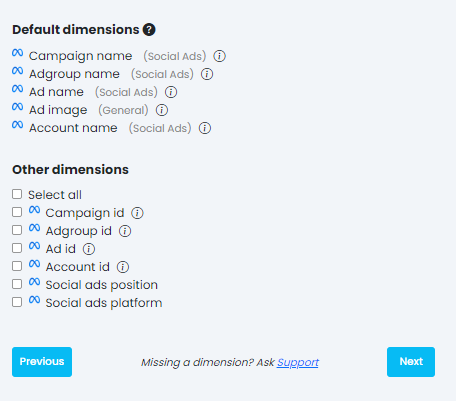 Default dimensions ?
Campaign name (Social Ads) i
Adgroup name (Social Ads) i
Ad name (Social Ads) i
Ad image (General) i
Account name (Social Ads) i
Other dimensions
Select all
Campaign id i
Adgroup id i
Ad id i
Account id i
Social ads position
Social ads platform
Previous Missing a dimension? Ask Support Next